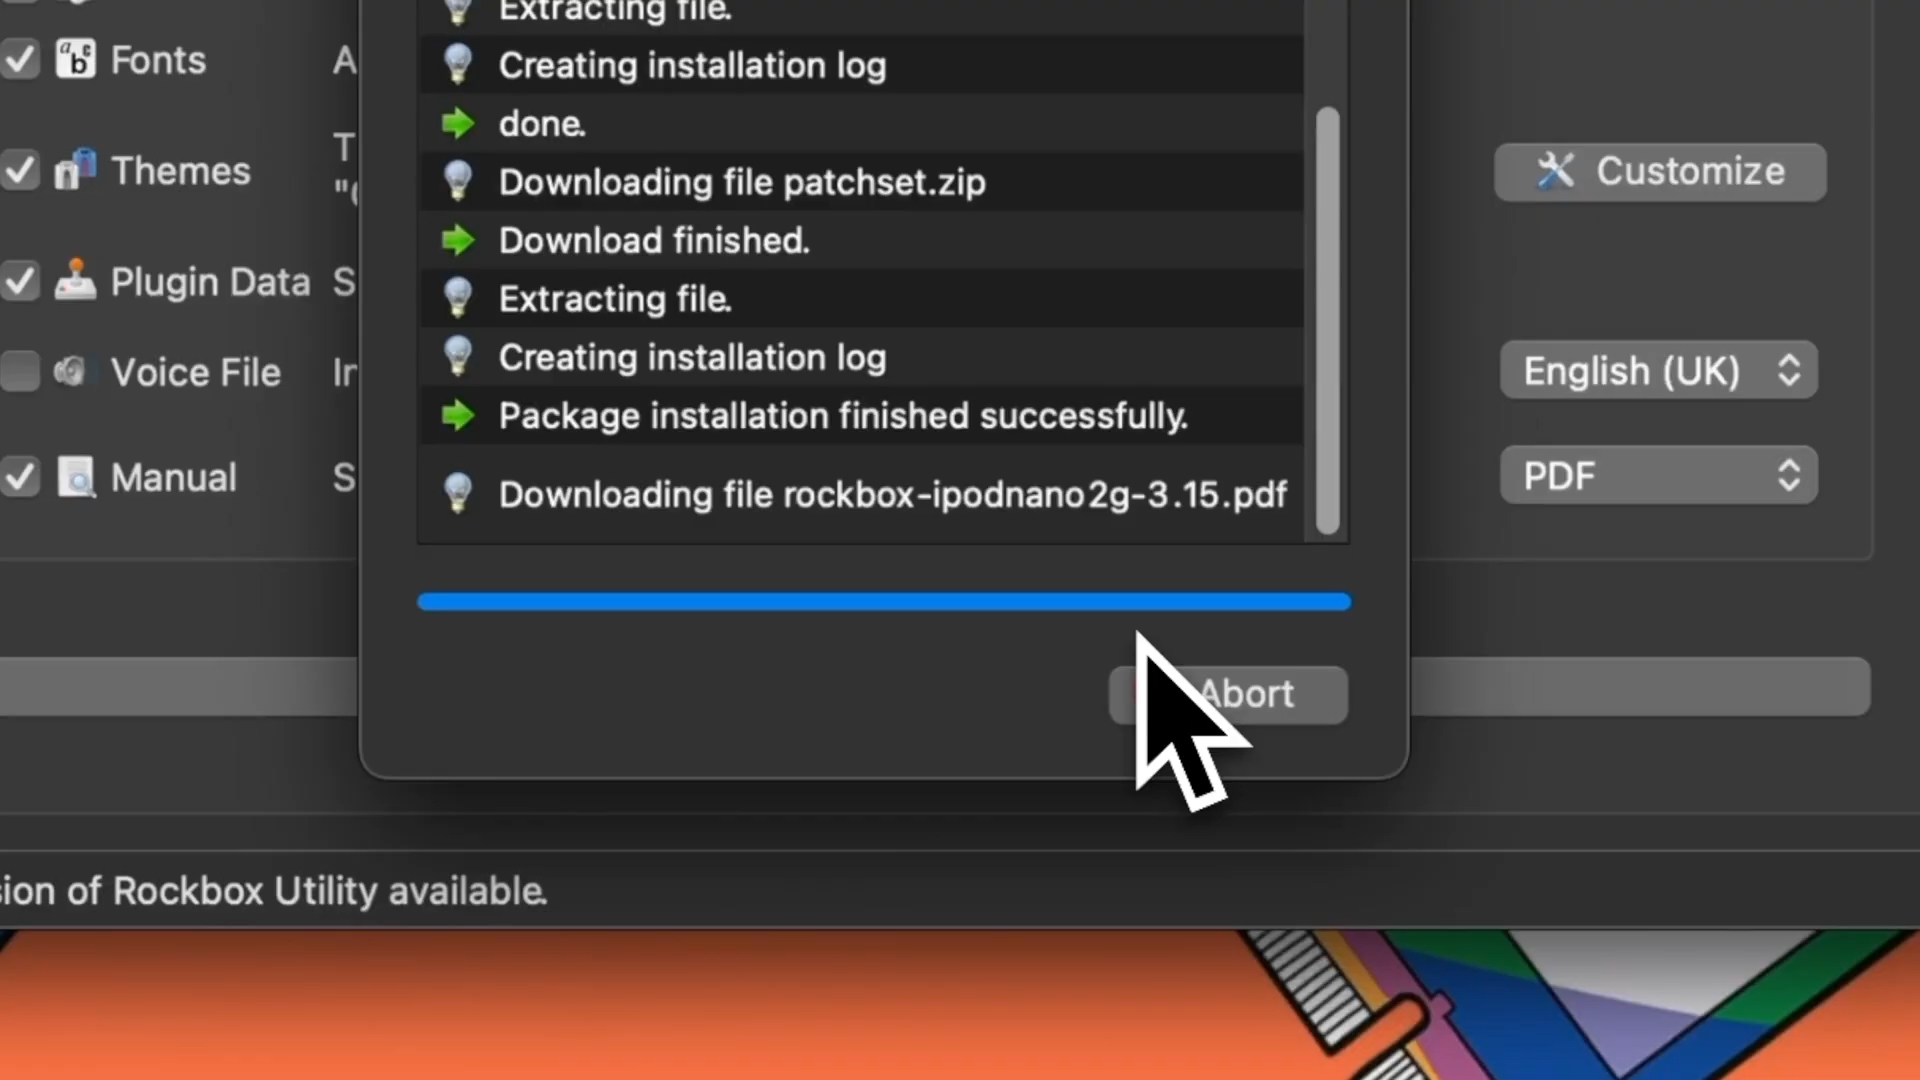 Extracting file.
Fonts
A
Creating installation log
done.
T
Themes
"(
Customize
Downloading file patchset.zip
Download finished.
Plugin Data
S
Extracting file.
Voice File
In
Creating installation log
English (UK)
Package installation finished successfully.
Manual
S
Downloading file rockbox-ipodnano2g-3.15.pdf
PDF
Abort
sion of Rockbox Utility available.